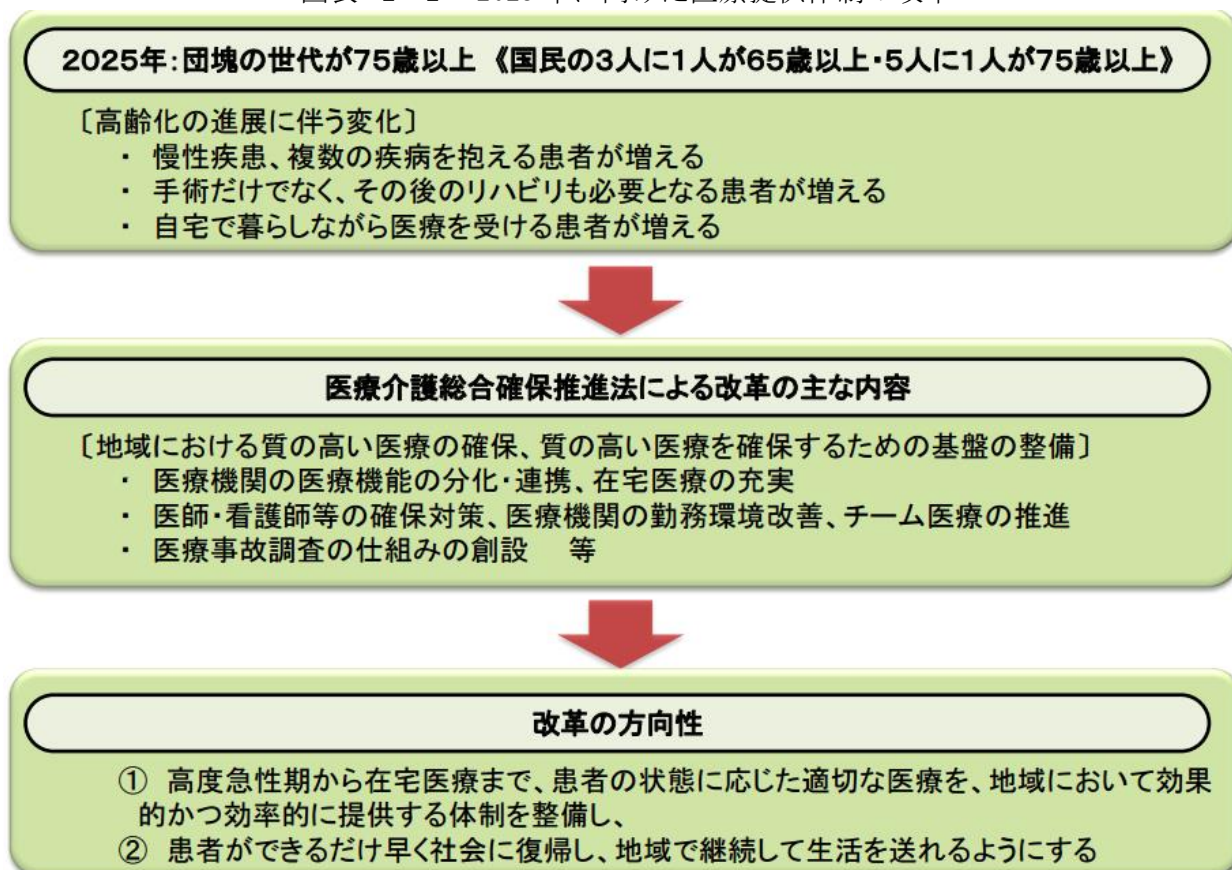 2025年:団塊の世代が75歳以上 《国民の3人に1人が65歳以上・5人に1人が75歳以上》
〔高齢化の進展に伴う変化〕
・ 慢性疾患、複数の疾病を抱える患者が増える
・ 手術だけでなく、その後のリハビリも必要となる患者が増える
・ 自宅で暮らしながら医療を受ける患者が増える
医療介護総合確保推進法による改革の主な内容
〔地域における質の高い医療の確保、質の高い医療を確保するための基盤の整備〕
・ 医療機関の医療機能の分化・連携、在宅医療の充実
・ 医師・看護師等の確保対策、医療機関の勤務環境改善、チーム医療の推進
・ 医療事故調査の仕組みの創設 等
改革の方向性
① 高度急性期から在宅医療まで、患者の状態に応じた適切な医療を、地域において効果
的かつ効率的に提供する体制を整備し、
② 患者ができるだけ早く社会に復帰し、地域で継続して生活を送れるようにする